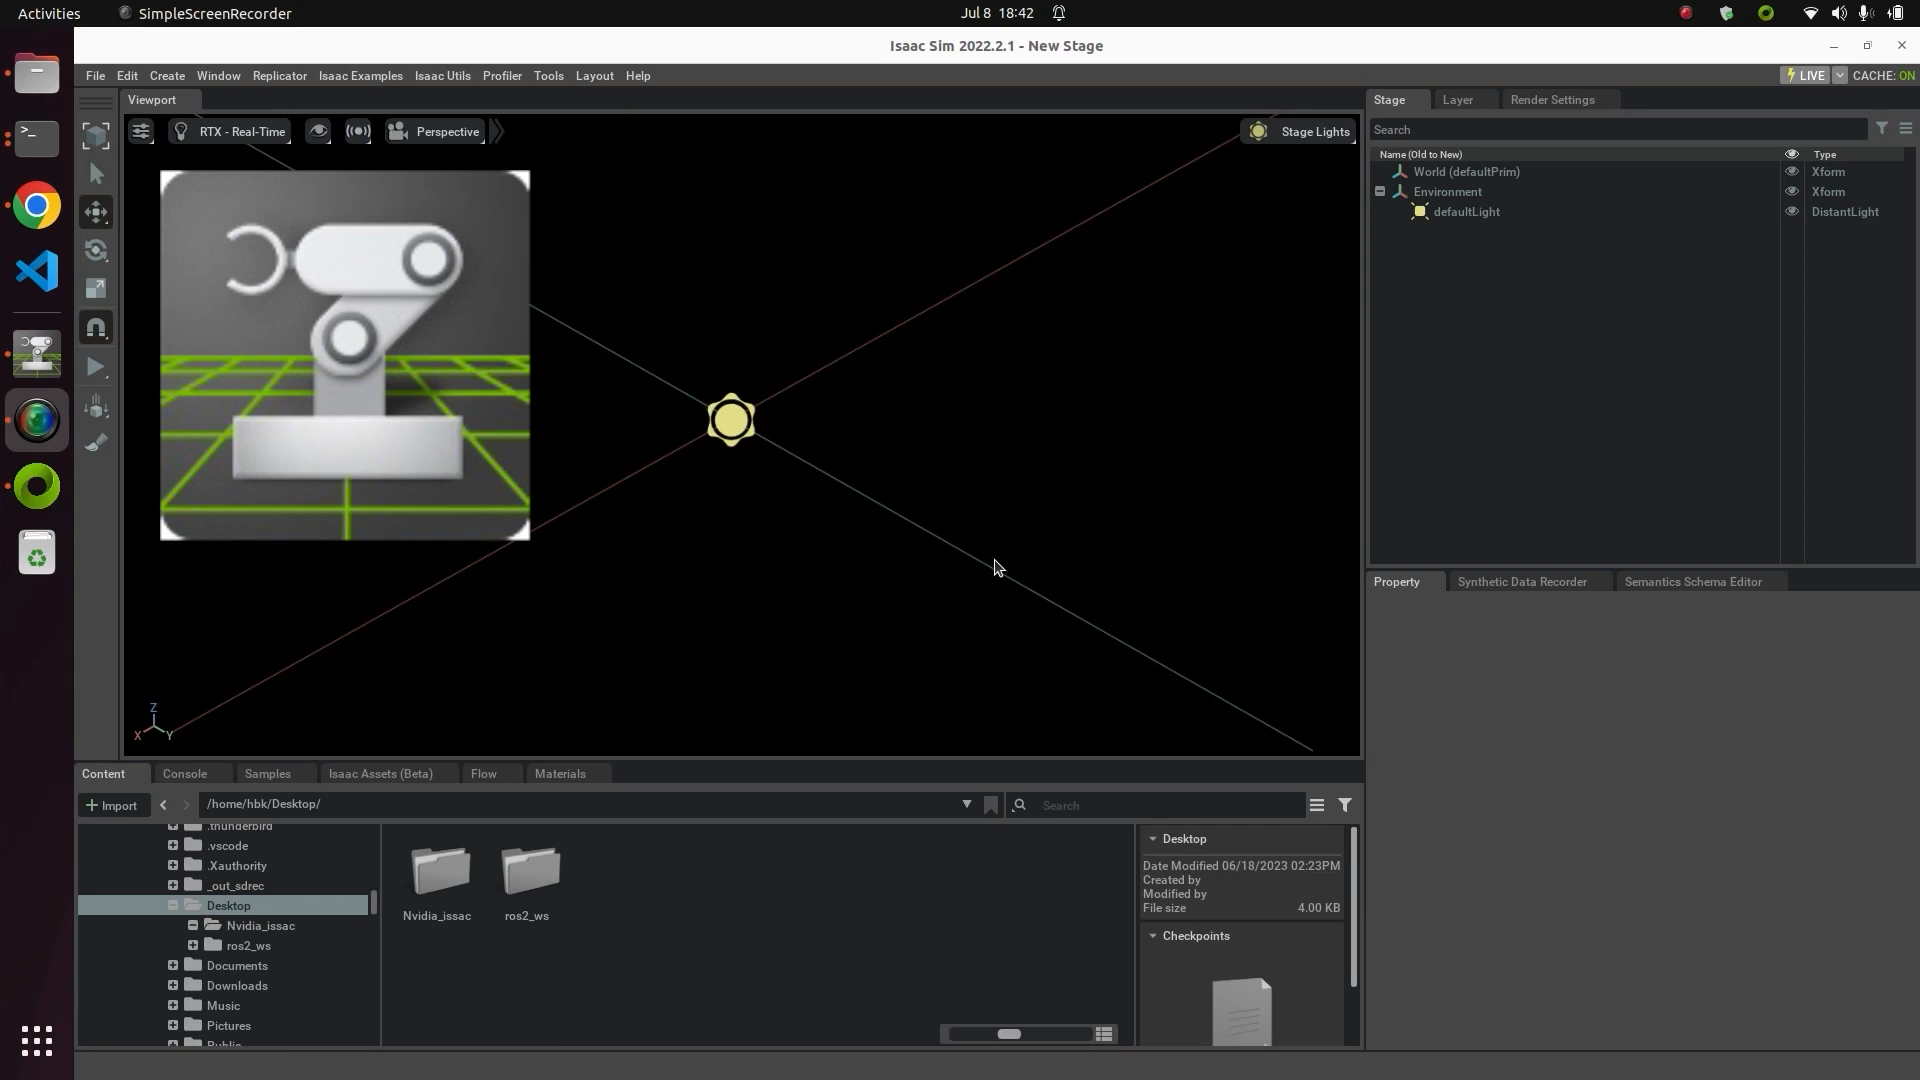 Activities
SimpleScreenRecorder
Jul 8 18:42
Isaac Sim 2022.2.1 - New Stage
File Edit Create Window Replicator Isaac Examples Isaac Utils Profiler Tools Layout Help
LIVE CACHE: ON
Viewport
RTX - Real-Time
Perspective
Stage Lights
Z
X
Y
Stage Layer Render Settings
Search
Name (Old to New) Type
World (defaultPrim) Xform
Environment Xform
defaultLight DistantLight
Property Synthetic Data Recorder Semantics Schema Editor
Content Console Samples Isaac Assets (Beta) Flow Materials
+ Import /home/hbk/Desktop/ Search
.thunderbird
.vscode
.Xauthority
_out_sdrec
Desktop
Nvidia_issac
ros2_ws
Documents
Downloads
Music
Pictures
Public
Nvidia_issac ros2_ws
Desktop
Date Modified 06/18/2023 02:23PM
Created by
Modified by
File size 4.00 KB
Checkpoints